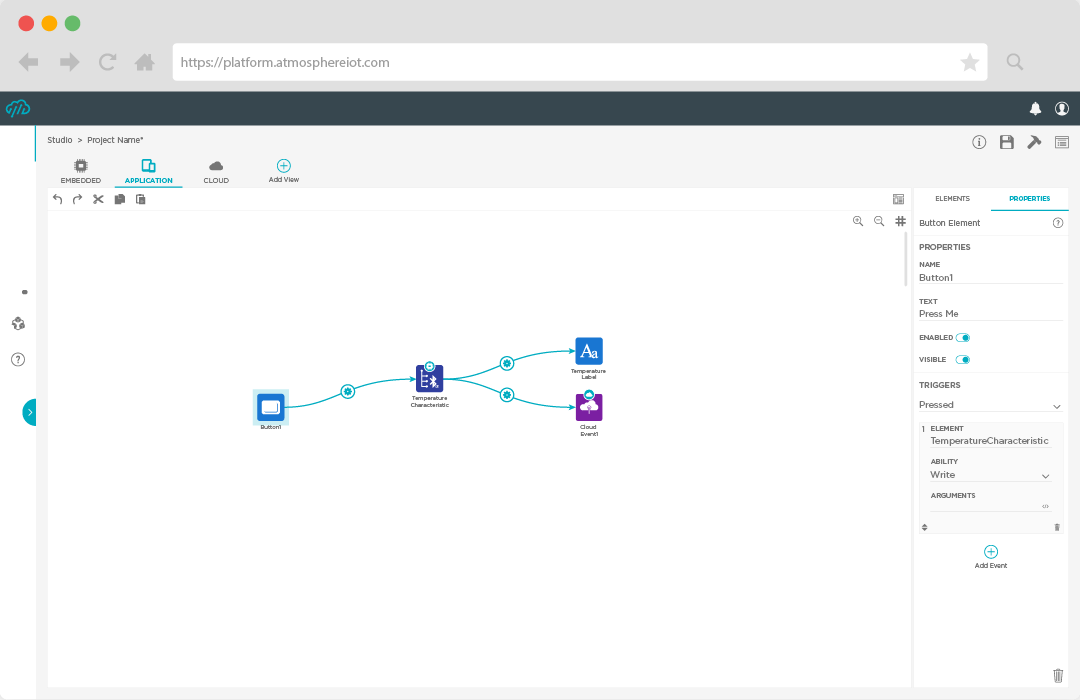 https://platform.atmosphereiot.com
Studio > Project Name*
EMBEDDED
APPLICATION
CLOUD
Add View
ELEMENTS
PROPERTIES
Button Element
PROPERTIES
NAME
Button1
TEXT
Press Me
ENABLED
VISIBLE
TRIGGERS
Pressed
1 ELEMENT
TemperatureCharacteristic
ABILITY
Write
ARGUMENTS
</>
Add Event
Button1
Temperature
Characteristic
Aa
Temperature
Label
Cloud
Event1